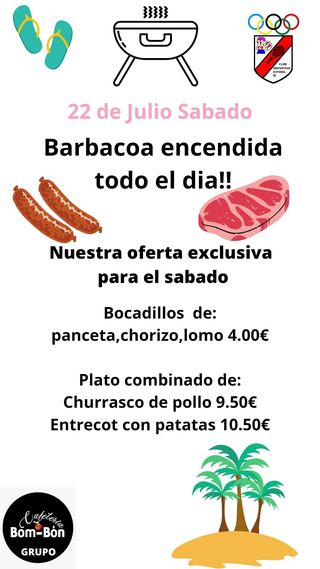 22 de Julio Sabado
Barbacoa encendida
todo el dia!!
Nuestra oferta exclusiva
para el sabado
Bocadillos de:
panceta,chorizo,lomo 4.00€
Plato combinado de:
Churrasco de pollo 9.50€
Entrecot con patatas 10.50€
Cafetería
Bom-Bón
GRUPO